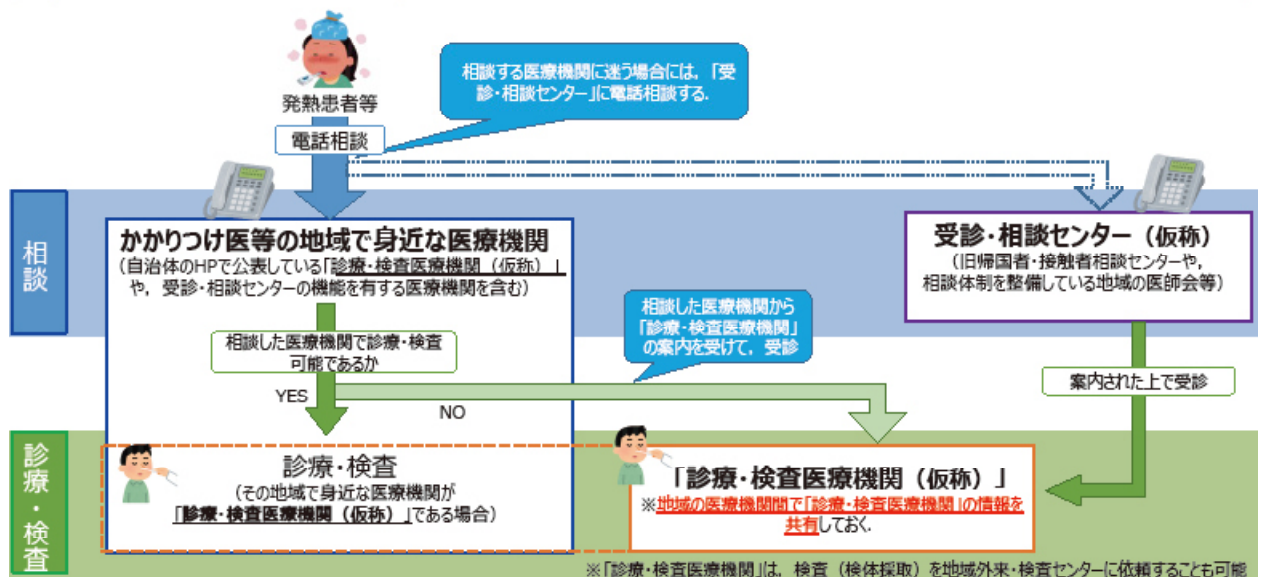 発熱患者等
電話相談
相談する医療機関に迷う場合には，「受
診・相談センター」に電話相談する．
相談
かかりつけ医等の地域で身近な医療機関
（自治体のHPで公表している「診療・検査医療機関（仮称）」
や，受診・相談センターの機能を有する医療機関を含む）
受診・相談センター（仮称）
（旧帰国者・接触者相談センターや，
相談体制を整備している地域の医師会等）
相談した医療機関で診療・検査
可能であるか
相談した医療機関から
「診療・検査医療機関」
の案内を受けて，受診
案内された上で受診
YES
NO
診療・検査
診療・検査
（その地域で身近な医療機関が
「診療・検査医療機関（仮称）」である場合）
「診療・検査医療機関（仮称）」
※地域の医療機関間で「診療・検査医療機関」の情報を
共有しておく．
※「診療・検査医療機関」は，検査（検体採取）を地域外来・検査センターに依頼することも可能